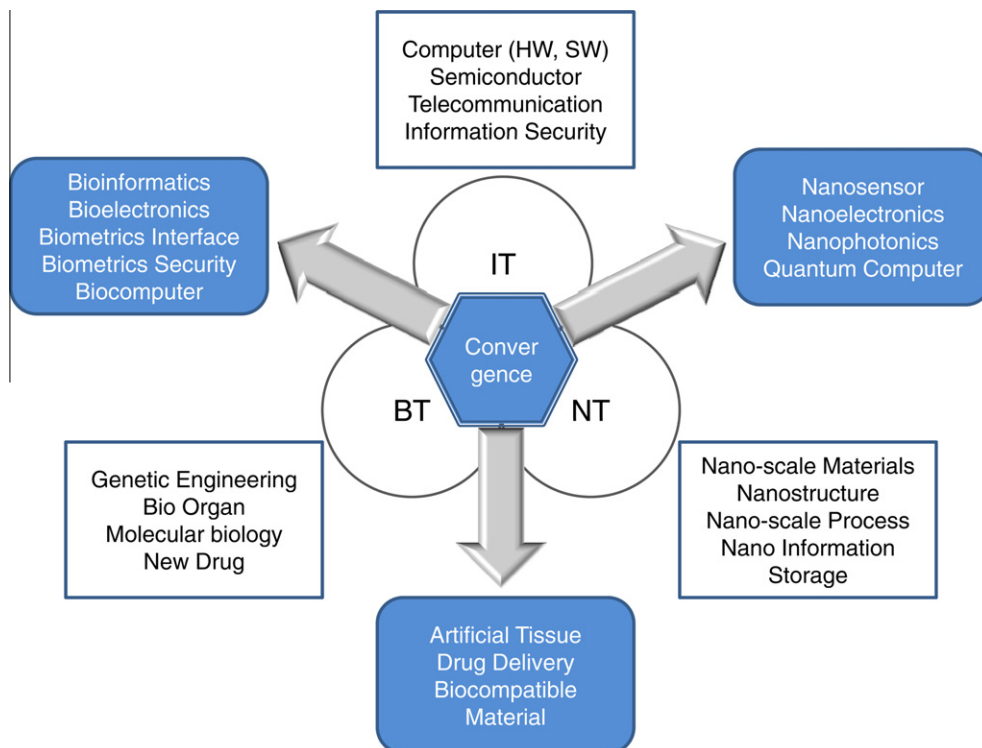 Computer (HW, SW)
Semiconductor
Telecommunication
Information Security
Bioinformatics
Bioelectronics
Biometrics Interface
Biometrics Security
Biocomputer
Nanosensor
Nanoelectronics
Nanophotonics
Quantum Computer
IT
Conver
gence
BT
NT
Genetic Engineering
Bio Organ
Molecular biology
New Drug
Nano-scale Materials
Nanostructure
Nano-scale Process
Nano Information
Storage
Artificial Tissue
Drug Delivery
Biocompatible
Material